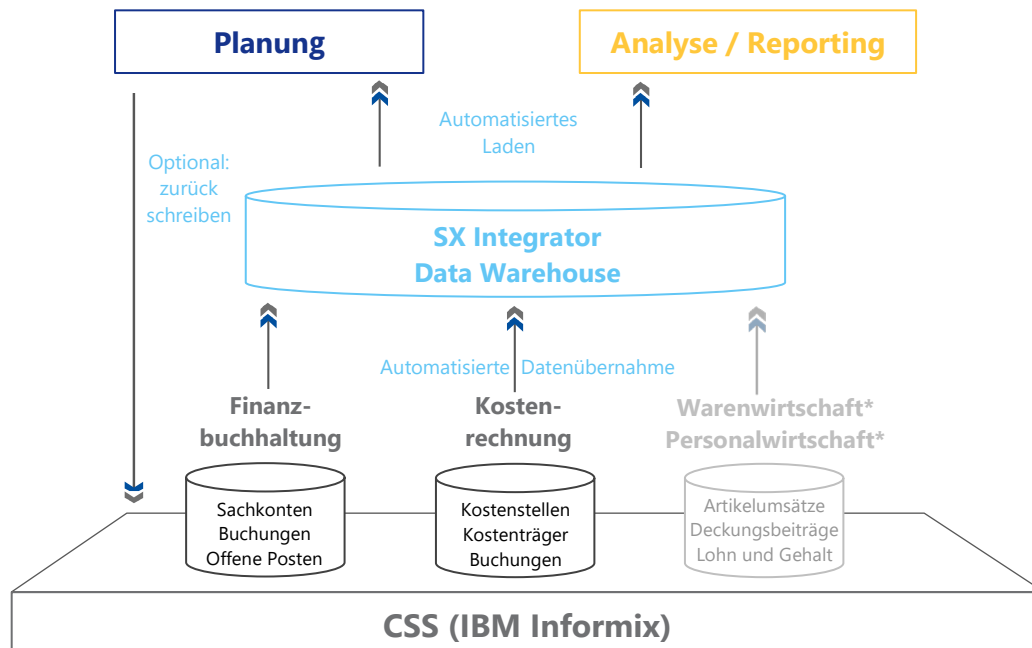 Planung
Analyse / Reporting
Automatisiertes
Laden
Optional:
zurück
schreiben
SX Integrator
Data Warehouse
Automatisierte Datenübernahme
Finanz-
buchhaltung
Kosten-
rechnung
Warenwirtschaft*
Personalwirtschaft*
Sachkonten
Buchungen
Offene Posten
Kostenstellen
Kostenträger
Buchungen
Artikelumsätze
Deckungsbeiträge
Lohn und Gehalt
CSS (IBM Informix)